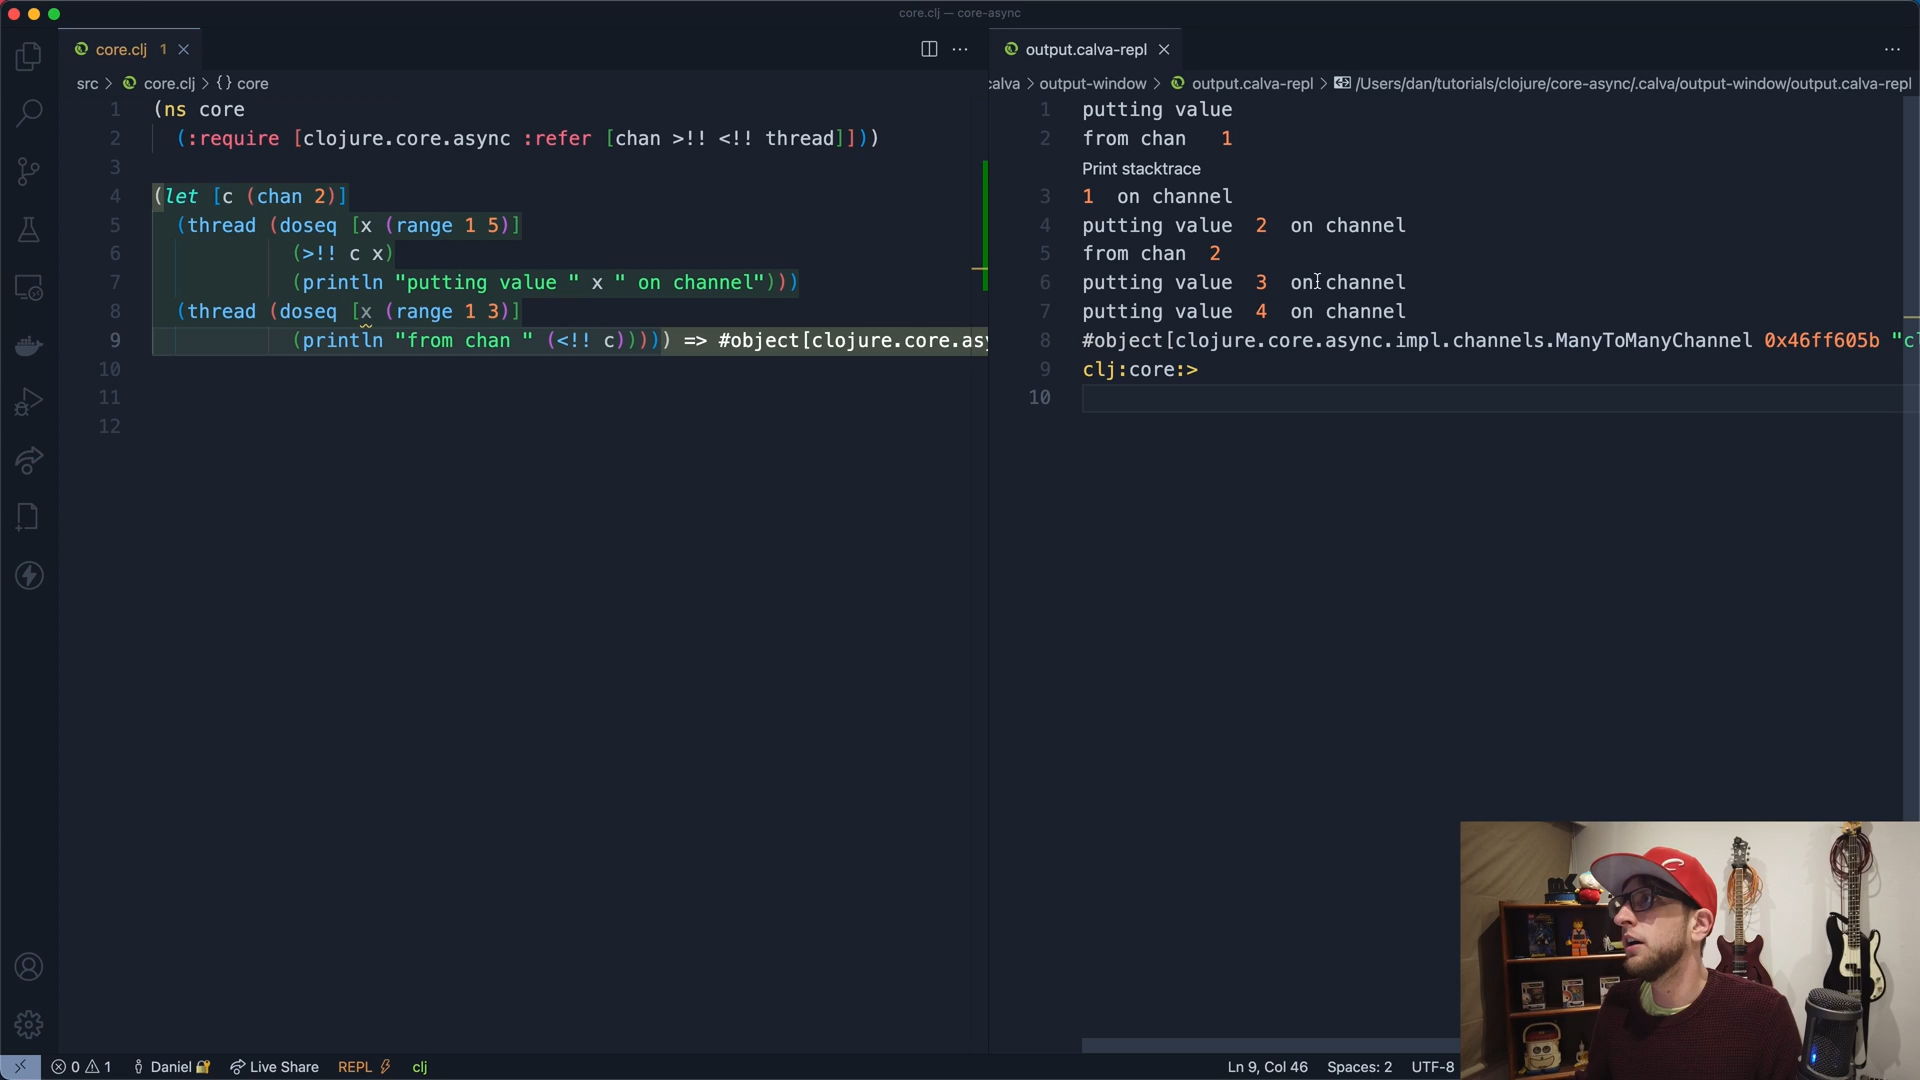 core.clj — core-async
core.clj 1
output.calva-repl
src > core.clj > {} core
calva > output-window > output.calva-repl > /Users/dan/tutorials/clojure/core-async/.calva/output-window/output.calva-repl
1 (ns core
2 (:require [clojure.core.async :refer [chan >!! <!! thread]]))
3
4 (let [c (chan 2)]
5 (thread (doseq [x (range 1 5)]
6 (>!! c x)
7 (println "putting value " x " on channel")))
8 (thread (doseq [x (range 1 3)]
9 (println "from chan " (<!! c))))) => #object[clojure.core.asy
10
11
12
1 putting value
2 from chan 1
Print stacktrace
3 1 on channel
4 putting value 2 on channel
5 from chan 2
6 putting value 3 on channel
7 putting value 4 on channel
8 #object[clojure.core.async.impl.channels.ManyToManyChannel 0x46ff605b "cl
9 clj:core:>
10
0 1 Daniel Live Share REPL clj
Ln 9, Col 46 Spaces: 2 UTF-8